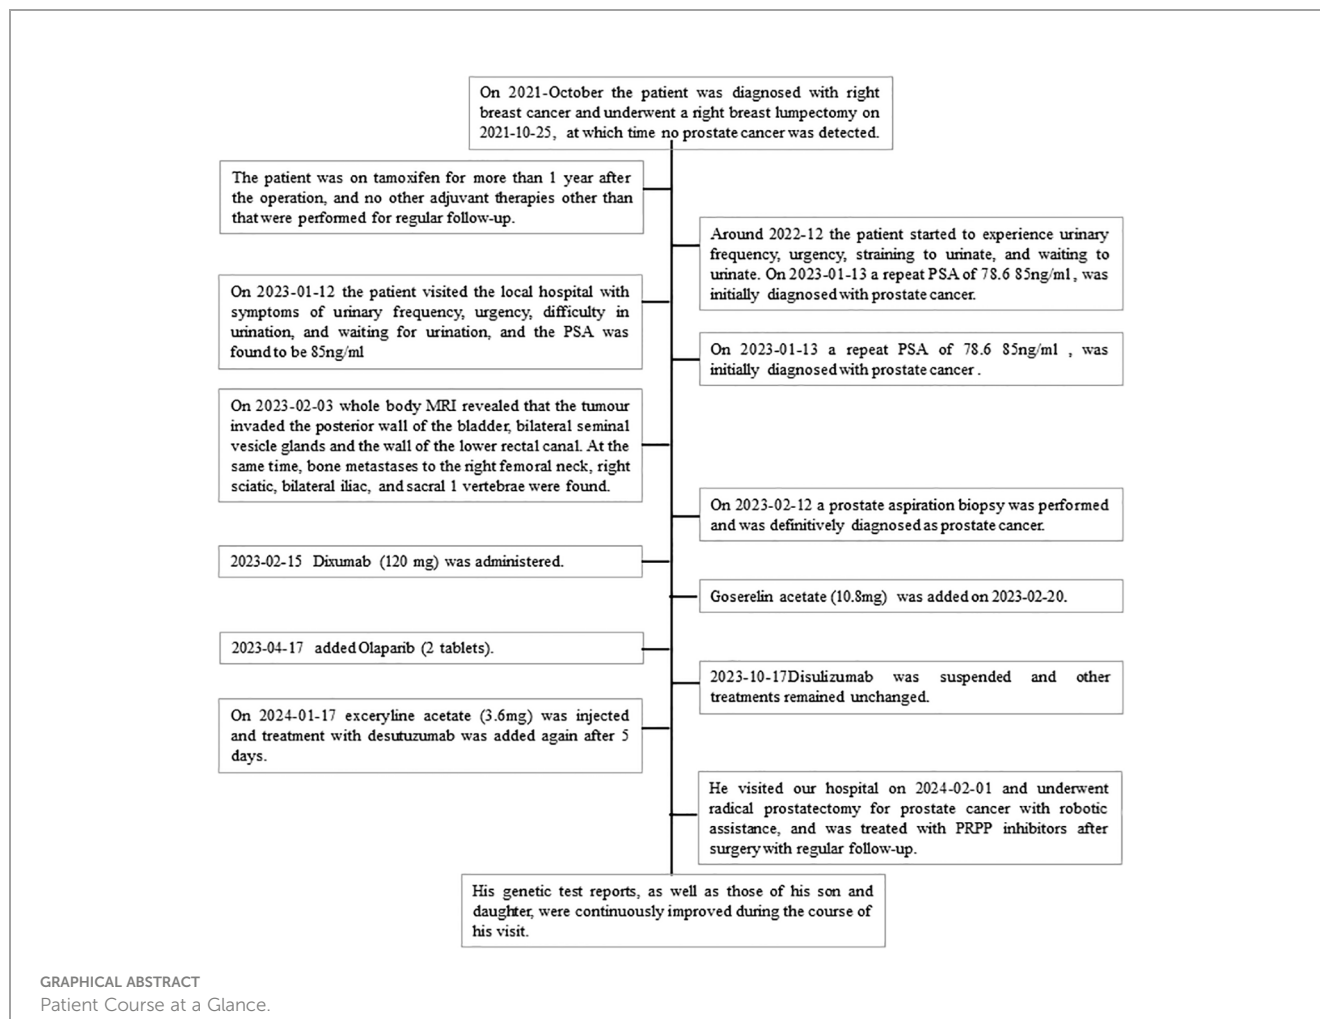 On 2021-October the patient was diagnosed with right
breast cancer and underwent a right breast lumpectomy on
2021-10-25, at which time no prostate cancer was detected.
The patient was on tamoxifen for more than 1 year after
the operation, and no other adjuvant therapies other than
that were performed for regular follow-up.
Around 2022-12 the patient started to experience urinary
frequency, urgency, straining to urinate, and waiting to
urinate. On 2023-01-13 a repeat PSA of 78.6 85ng/ml, was
initially diagnosed with prostate cancer.
On 2023-01-12 the patient visited the local hospital with
symptoms of urinary frequency, urgency, difficulty in
urination, and waiting for urination, and the PSA was
found to be 85ng/ml
On 2023-01-13 a repeat PSA of 78.6 85ng/ml , was
initially diagnosed with prostate cancer .
On 2023-02-03 whole body MRI revealed that the tumour
invaded the posterior wall of the bladder, bilateral seminal
vesicle glands and the wall of the lower rectal canal. At the
same time, bone metastases to the right femoral neck, right
sciatic, bilateral iliac, and sacral 1 vertebrae were found.
On 2023-02-12 a prostate aspiration biopsy was performed
and was definitively diagnosed as prostate cancer.
2023-02-15 Dixumab (120 mg) was administered.
Goserelin acetate (10.8mg) was added on 2023-02-20.
2023-04-17 added Olaparib (2 tablets).
2023-10-17Disulizumab was suspended and other
treatments remained unchanged.
On 2024-01-17 exceryline acetate (3.6mg) was injected
and treatment with desutuzumab was added again after 5
days.
He visited our hospital on 2024-02-01 and underwent
radical prostatectomy for prostate cancer with robotic
assistance, and was treated with PRPP inhibitors after
surgery with regular follow-up.
His genetic test reports, as well as those of his son and
daughter, were continuously improved during the course of
his visit.
GRAPHICAL ABSTRACT
Patient Course at a Glance.